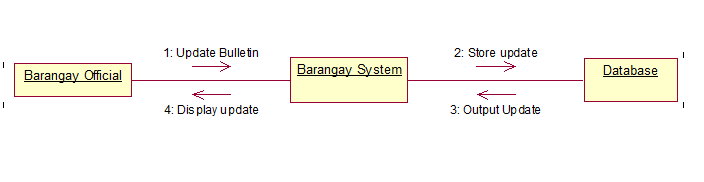 1: Update Bulletin
2: Store update
Barangay Official
Barangay System
Database
4: Display update
3: Output Update